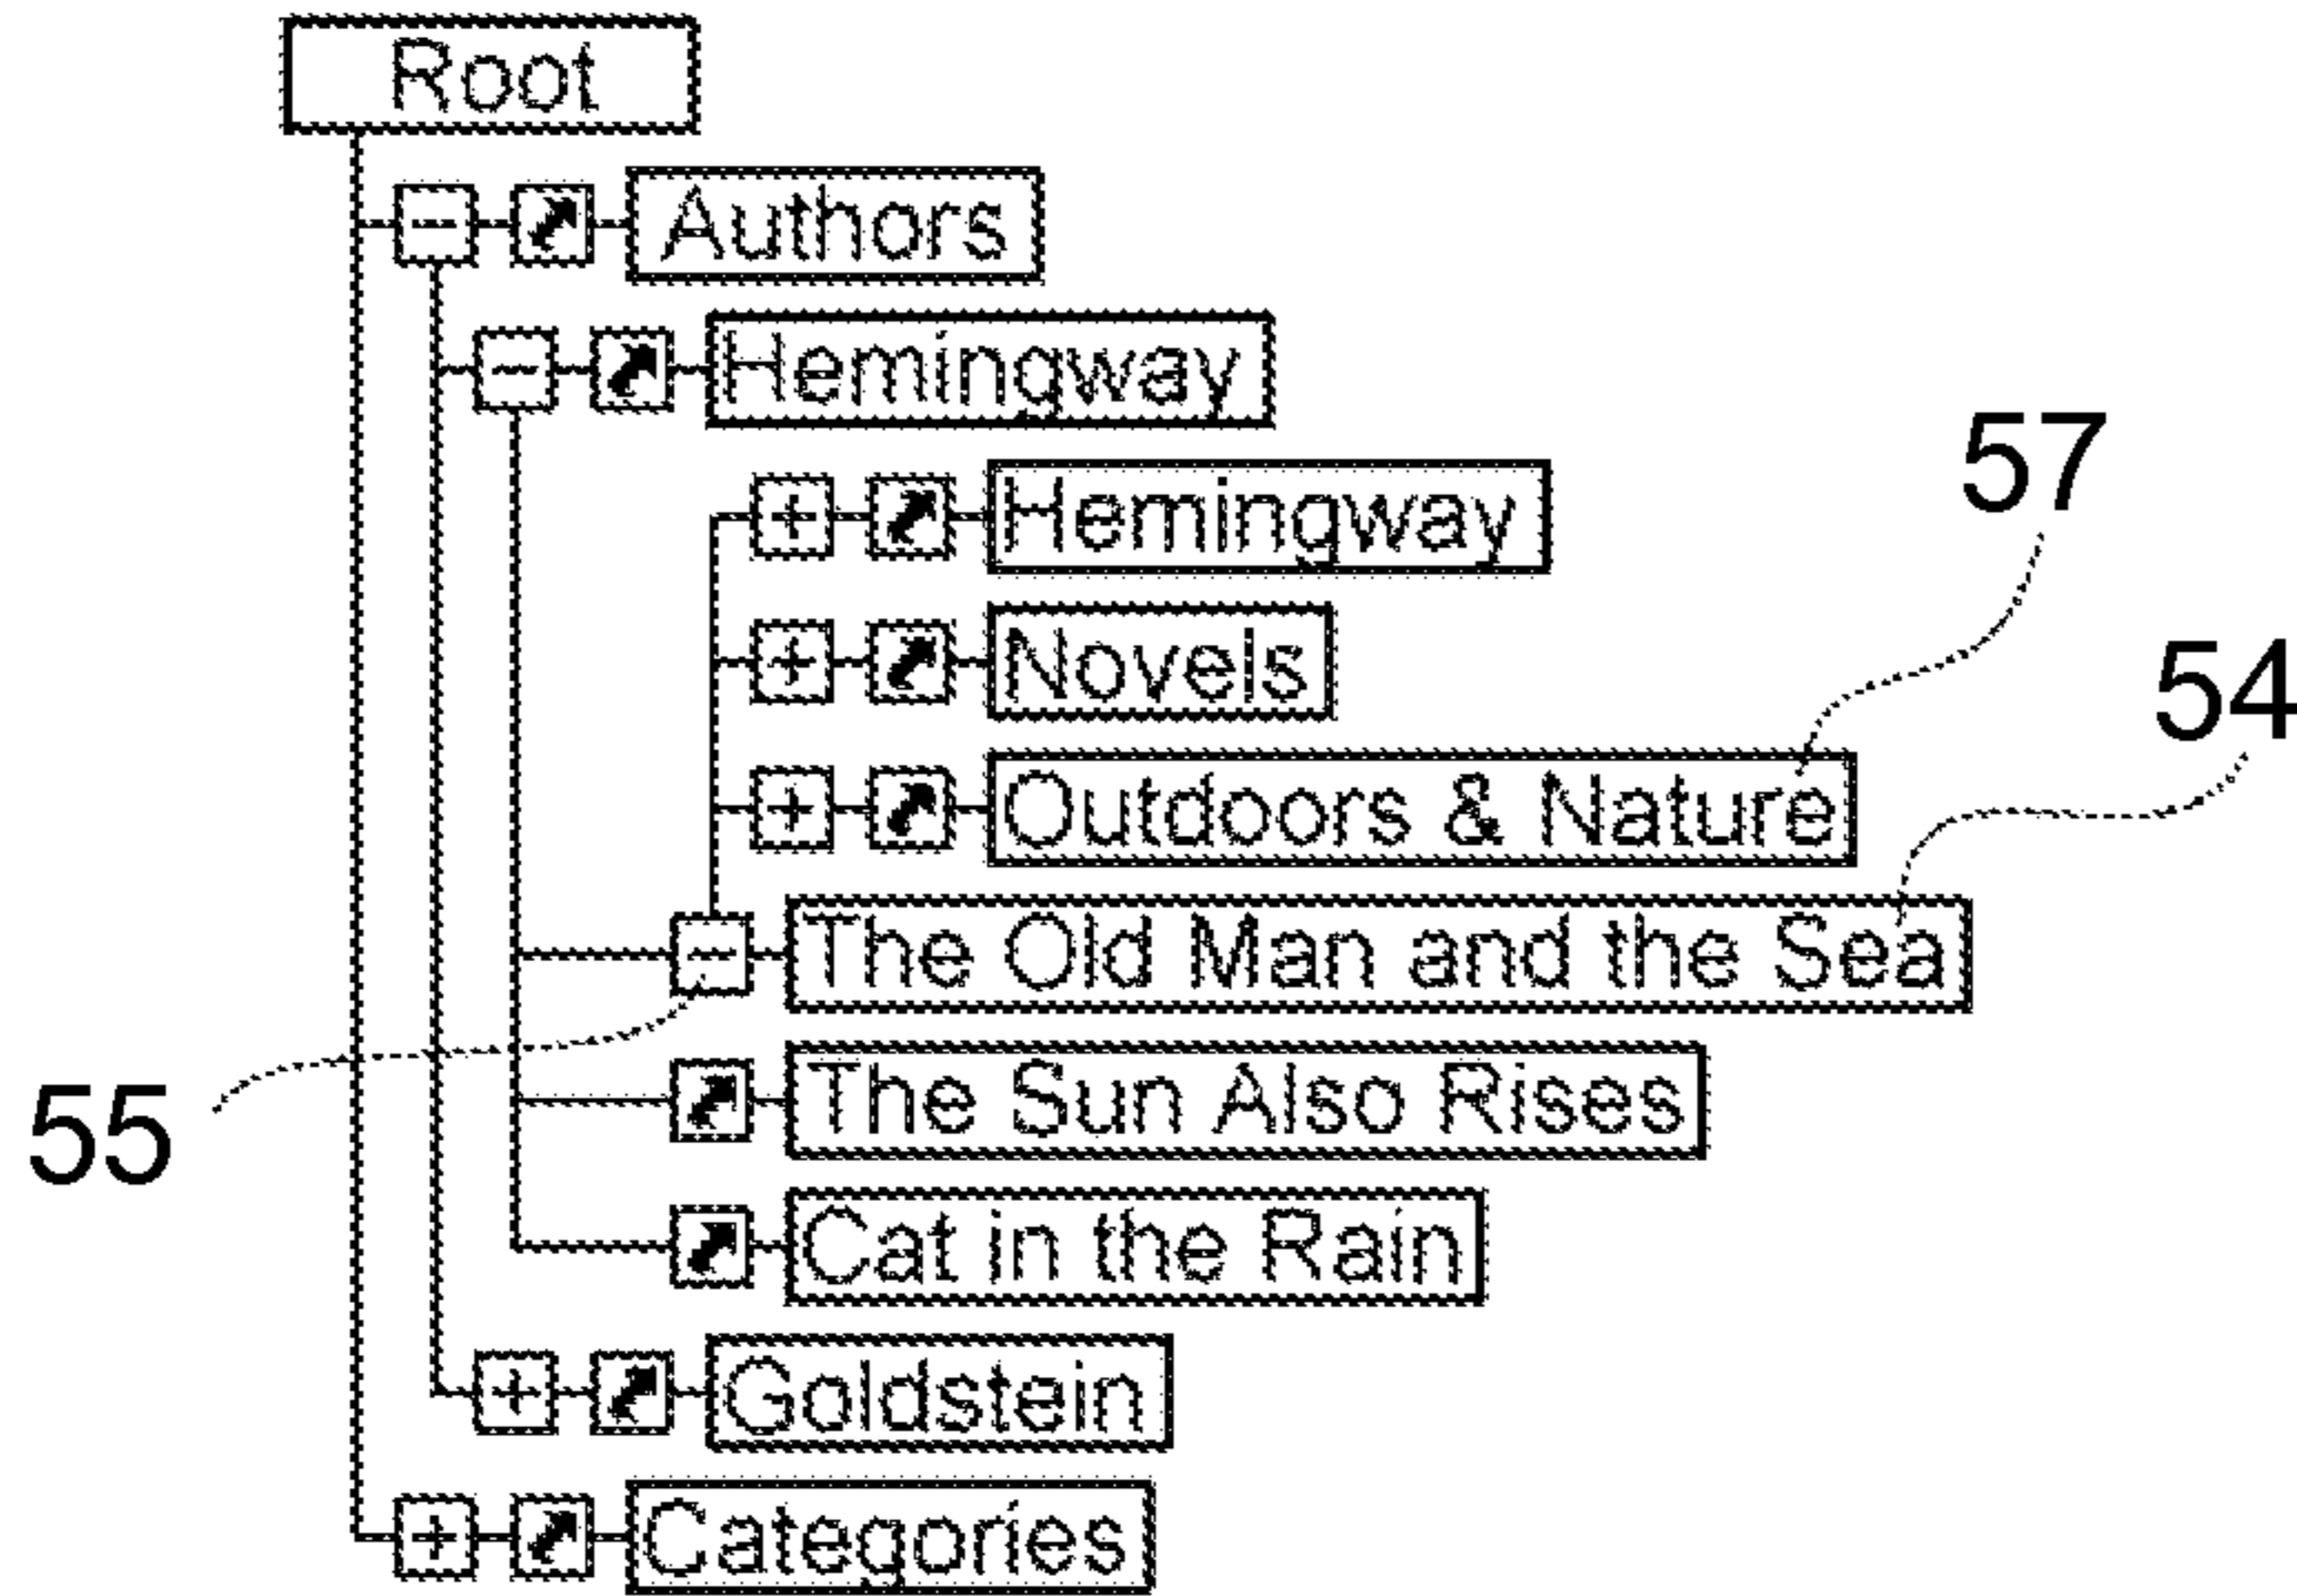 Root
Authors
Hemingway
Hemingway
57
Novels
54
Outdoors & Nature
The Old Man and the Sea
55
The Sun Also Rises
Cat in the Rain
Goldstein
Categories